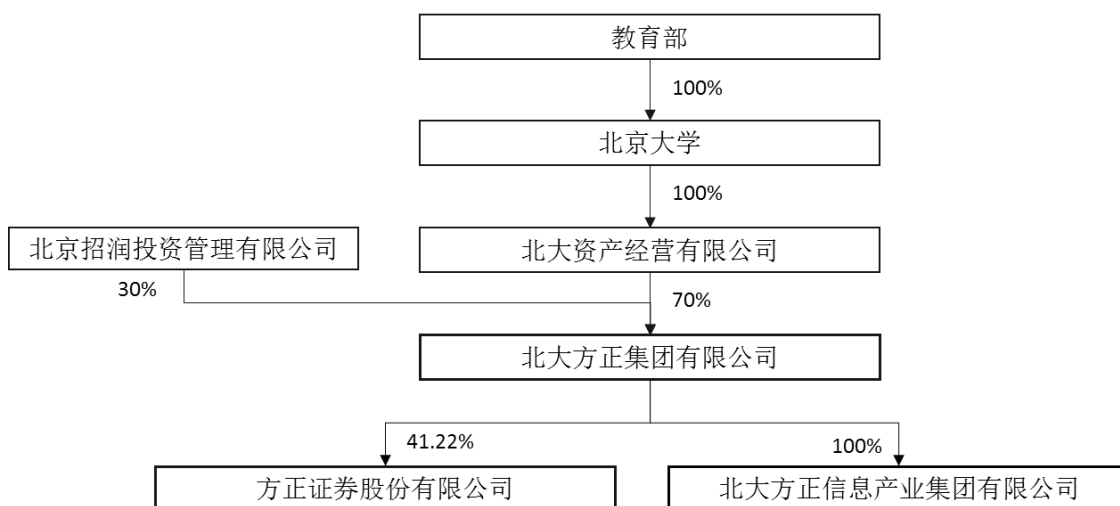 教育部
100%
北京大学
100%
北京招润投资管理有限公司
北大资产经营有限公司
30%
70%
北大方正集团有限公司
41.22%
100%
方正证券股份有限公司
北大方正信息产业集团有限公司